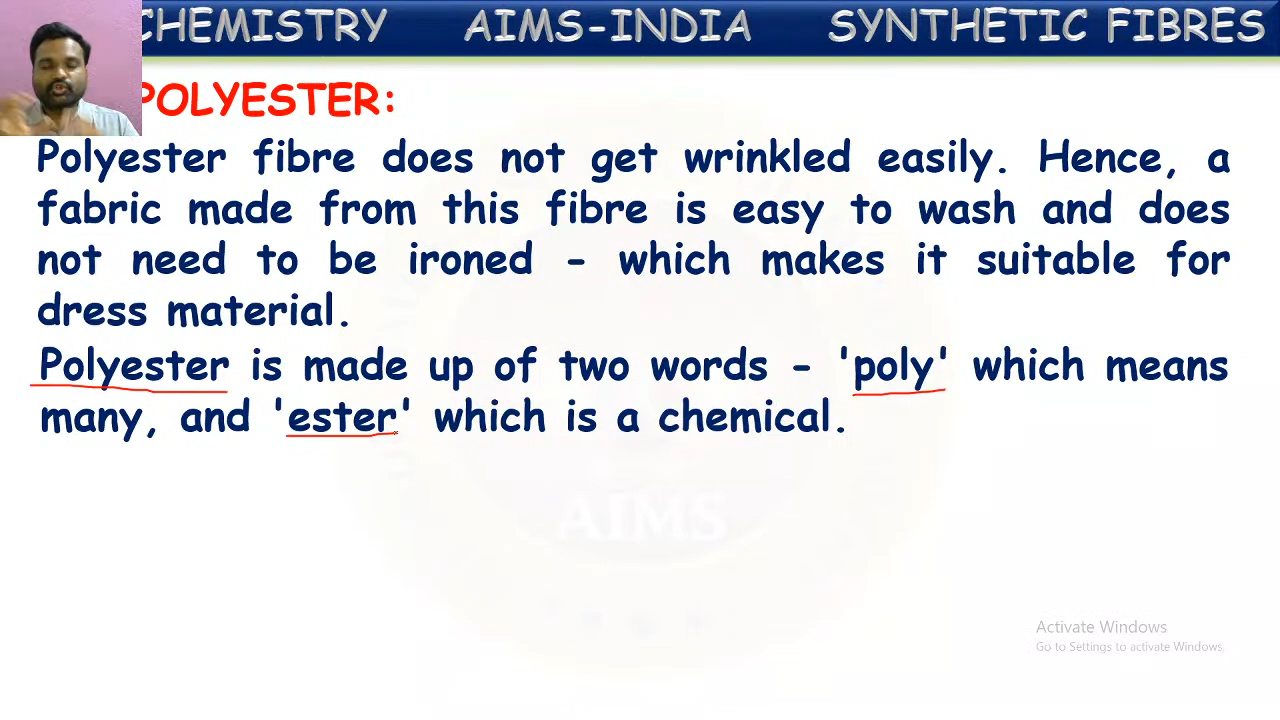 CHEMISTRY AIMS-INDIA SYNTHETIC FIBRES
POLYESTER:
Polyester fibre does not get wrinkled easily. Hence, a
fabric made from this fibre is easy to wash and does
not need to be ironed – which makes it suitable for
dress material.
Polyester is made up of two words – 'poly' which means
many, and 'ester' which is a chemical.
AIMS
Activate Windows
Go to Settings to activate Windows.